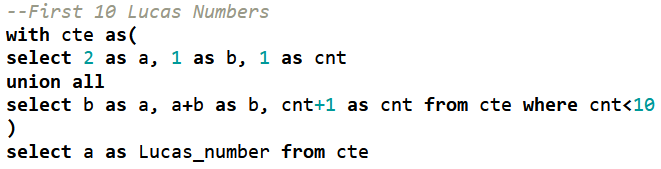 --First 10 Lucas Numbers
with cte as(
select 2 as a, 1 as b, 1 as cnt
union all
select b as a, a+b as b, cnt+1 as cnt from cte where cnt<10
)
select a as Lucas_number from cte